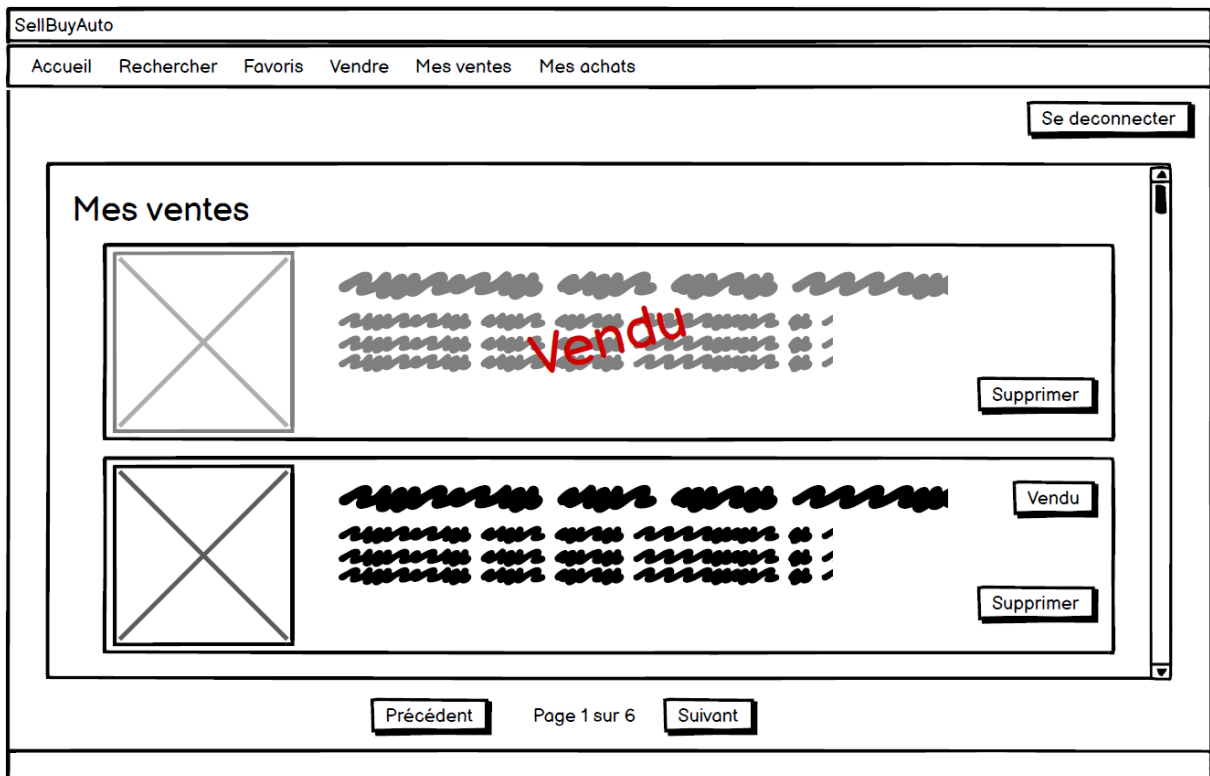 SellBuyAuto
Accueil Rechercher Favoris Vendre Mes ventes Mes achats
Se deconnecter
Mes ventes
Vendu
Supprimer
Vendu
Supprimer
Précédent Page 1 sur 6 Suivant